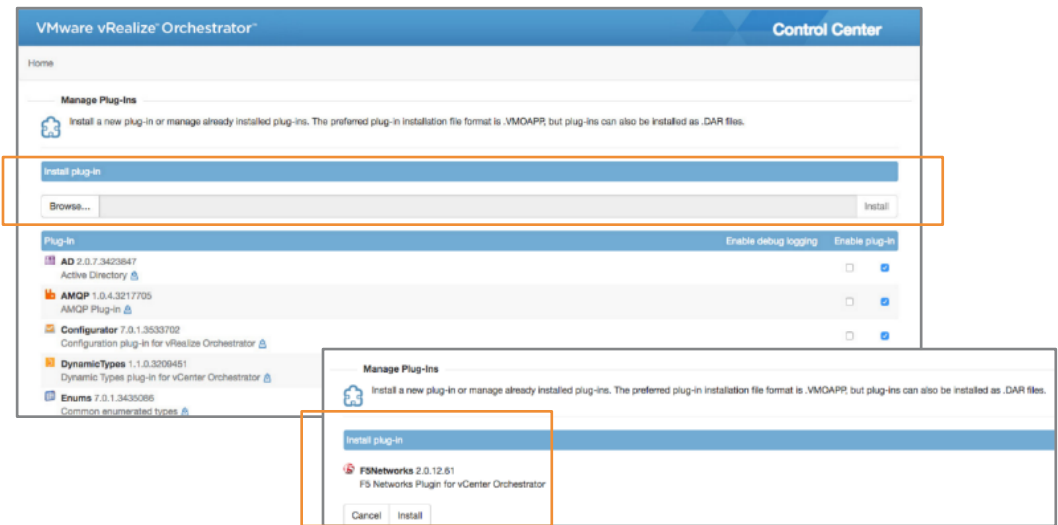 VMware vRealize™ Orchestrator™ Control Center
Home
Manage Plug-Ins
Install a new plug-in or manage already installed plug-ins. The preferred plug-in installation file format is .VMOAPP, but plug-ins can also be installed as .DAR files.
Install plug-in
Browse... Install
Plug-In Enable debug logging Enable plug-in
AD 2.0.7.3423847
Active Directory
AMQP 1.0.4.3217705
AMQP Plug-in
Configurator 7.0.1.3533702
Configuration plug-in for vRealize Orchestrator
DynamicTypes 1.1.0.3209451
Dynamic Types plug-in for vCenter Orchestrator
Enums 7.0.1.3435086
Common enumerated types
Manage Plug-Ins
Install a new plug-in or manage already installed plug-ins. The preferred plug-in installation file format is .VMOAPP, but plug-ins can also be installed as .DAR files.
Install plug-in
F5Networks 2.0.12.61
F5 Networks Plugin for vCenter Orchestrator
Cancel Install